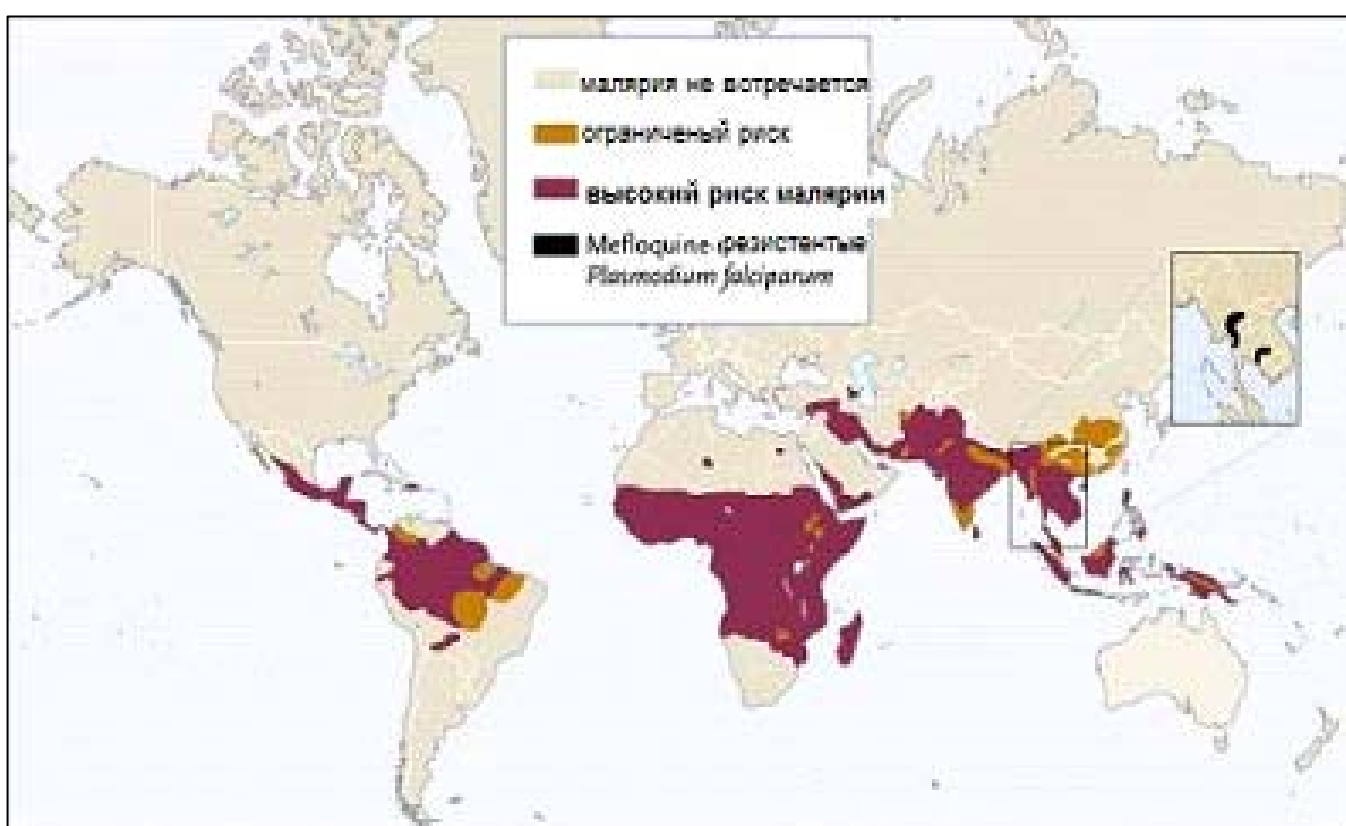 малярия не встречается
ограниченый риск
высокий риск малярии
Mefloquine -резистентые
Plasmodium falciparum